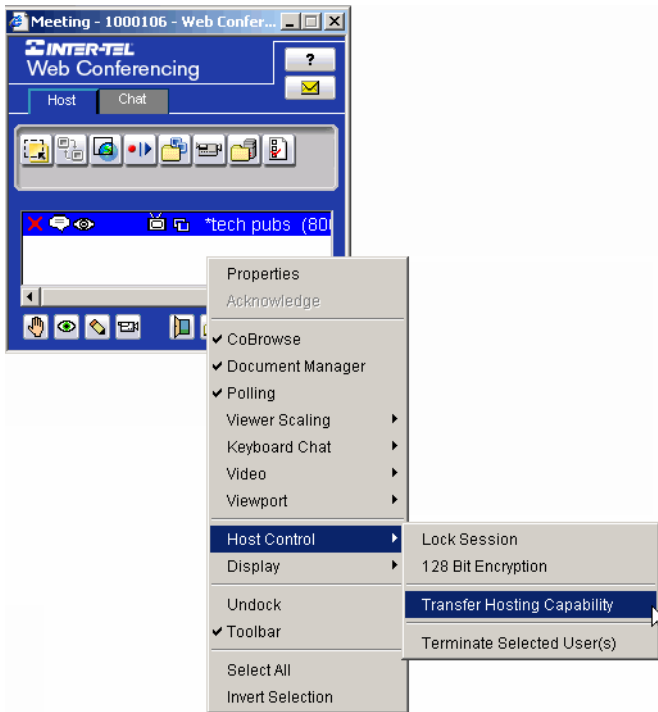 Meeting - 1000106 - Web Confer...
INTER-TEL
Web Conferencing
?
Host
Chat
*tech pubs (80
Properties
Acknowledge
CoBrowse
Document Manager
Polling
Viewer Scaling
Keyboard Chat
Video
Viewport
Host Control
Display
Undock
Toolbar
Select All
Invert Selection
Lock Session
128 Bit Encryption
Transfer Hosting Capability
Terminate Selected User(s)